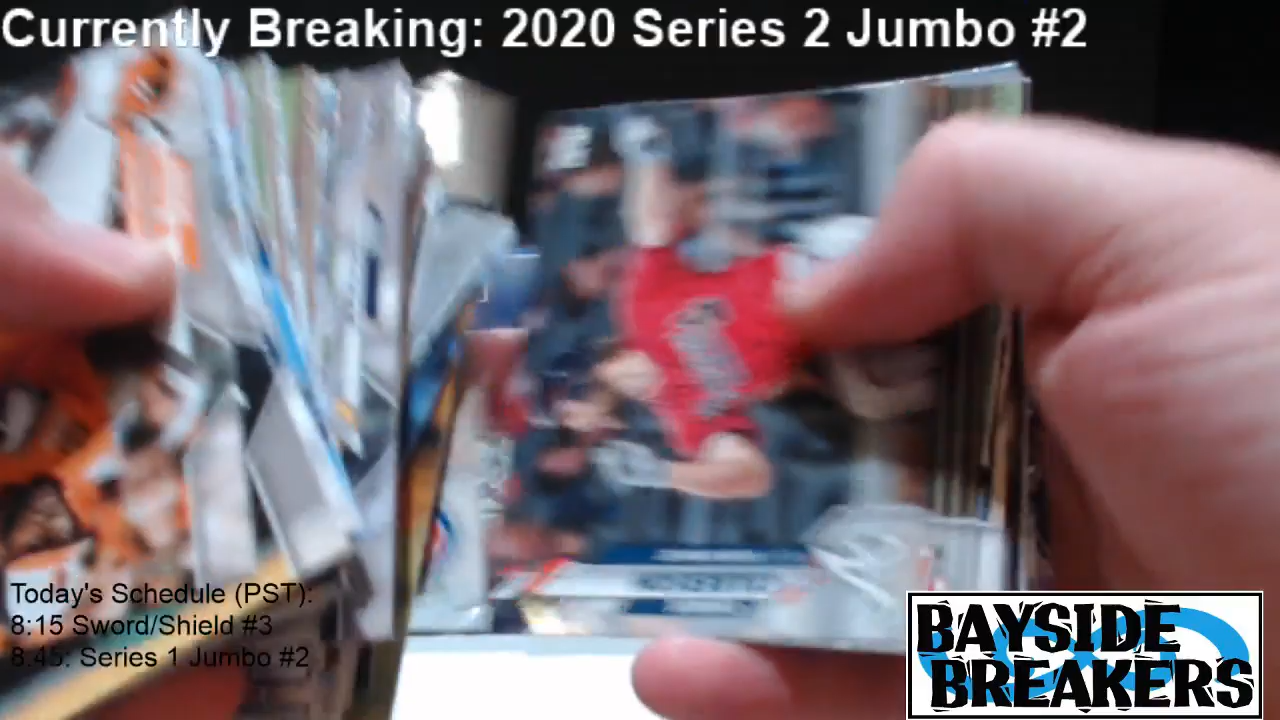 Currently Breaking: 2020 Series 2 Jumbo #2
Today's Schedule (PST):
8:15 Sword/Shield #3
8:45: Series 1 Jumbo #2
BAYSIDE
BREAKERS